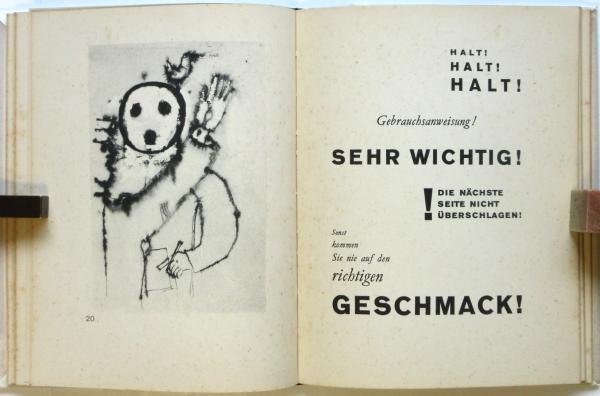 20
HALT!
HALT!
HALT!
Gebrauchsanweisung!
SEHR WICHTIG!
! DIE NÄCHSTE
SEITE NICHT
ÜBERSCHLAGEN!
Sonst
kommen
Sie nie auf den
richtigen
GESCHMACK!